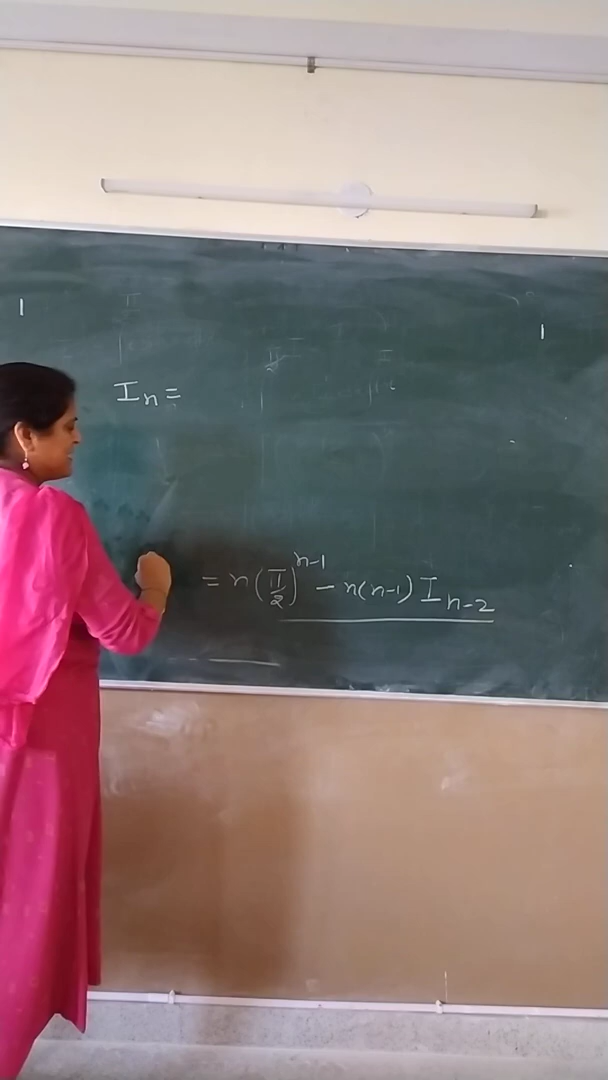 Iₙ =
= n(π/2)ⁿ⁻¹ − n(n-1) Iₙ₋₂